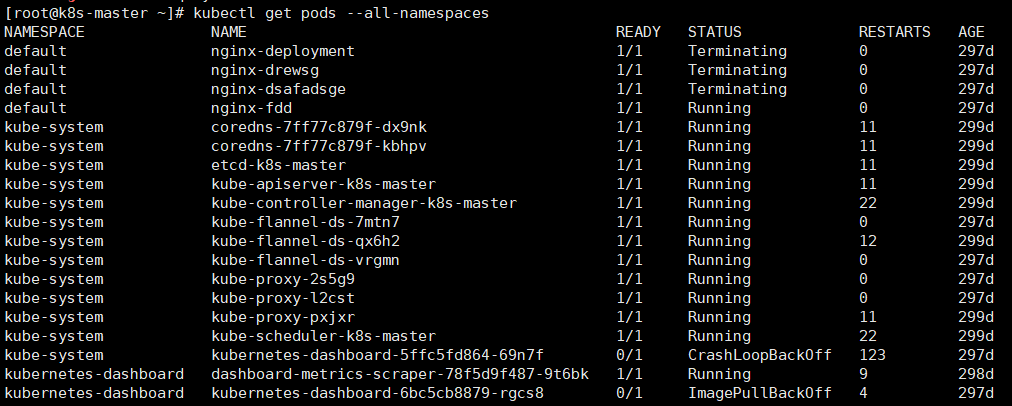 [root@k8s-master ~]# kubectl get pods --all-namespaces
NAMESPACE NAME READY STATUS RESTARTS AGE
default nginx-deployment 1/1 Terminating 0 297d
default nginx-drewsg 1/1 Terminating 0 297d
default nginx-dsafadsge 1/1 Terminating 0 297d
default nginx-fdd 1/1 Running 0 297d
kube-system coredns-7ff77c879f-dx9nk 1/1 Running 11 299d
kube-system coredns-7ff77c879f-kbhpv 1/1 Running 11 299d
kube-system etcd-k8s-master 1/1 Running 11 299d
kube-system kube-apiserver-k8s-master 1/1 Running 11 299d
kube-system kube-controller-manager-k8s-master 1/1 Running 22 299d
kube-system kube-flannel-ds-7mtn7 1/1 Running 0 297d
kube-system kube-flannel-ds-qx6h2 1/1 Running 12 299d
kube-system kube-flannel-ds-vrgmn 1/1 Running 0 297d
kube-system kube-proxy-2s5g9 1/1 Running 0 297d
kube-system kube-proxy-l2cst 1/1 Running 0 297d
kube-system kube-proxy-pxjxr 1/1 Running 11 299d
kube-system kube-scheduler-k8s-master 1/1 Running 22 299d
kube-system kubernetes-dashboard-5ffc5fd864-69n7f 0/1 CrashLoopBackOff 123 297d
kubernetes-dashboard dashboard-metrics-scraper-78f5d9f487-9t6bk 1/1 Running 9 298d
kubernetes-dashboard kubernetes-dashboard-6bc5cb8879-rgcs8 0/1 ImagePullBackOff 4 297d